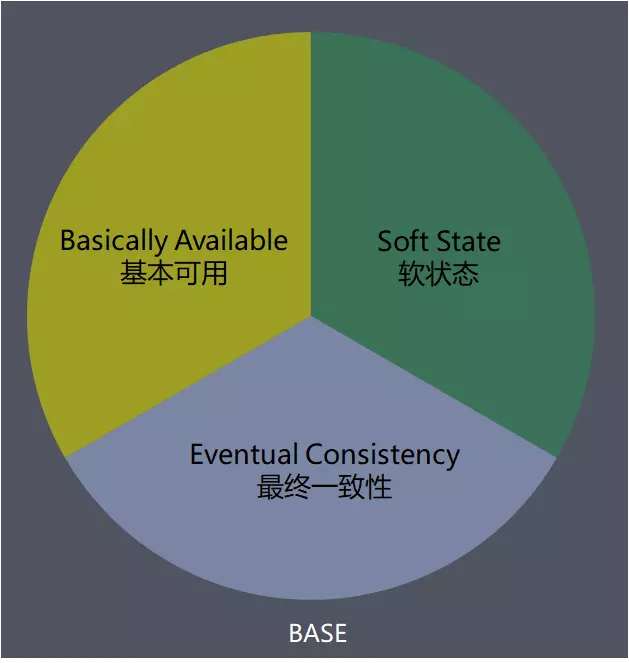 Basically Available
基本可用
Soft State
软状态
Eventual Consistency
最终一致性
BASE